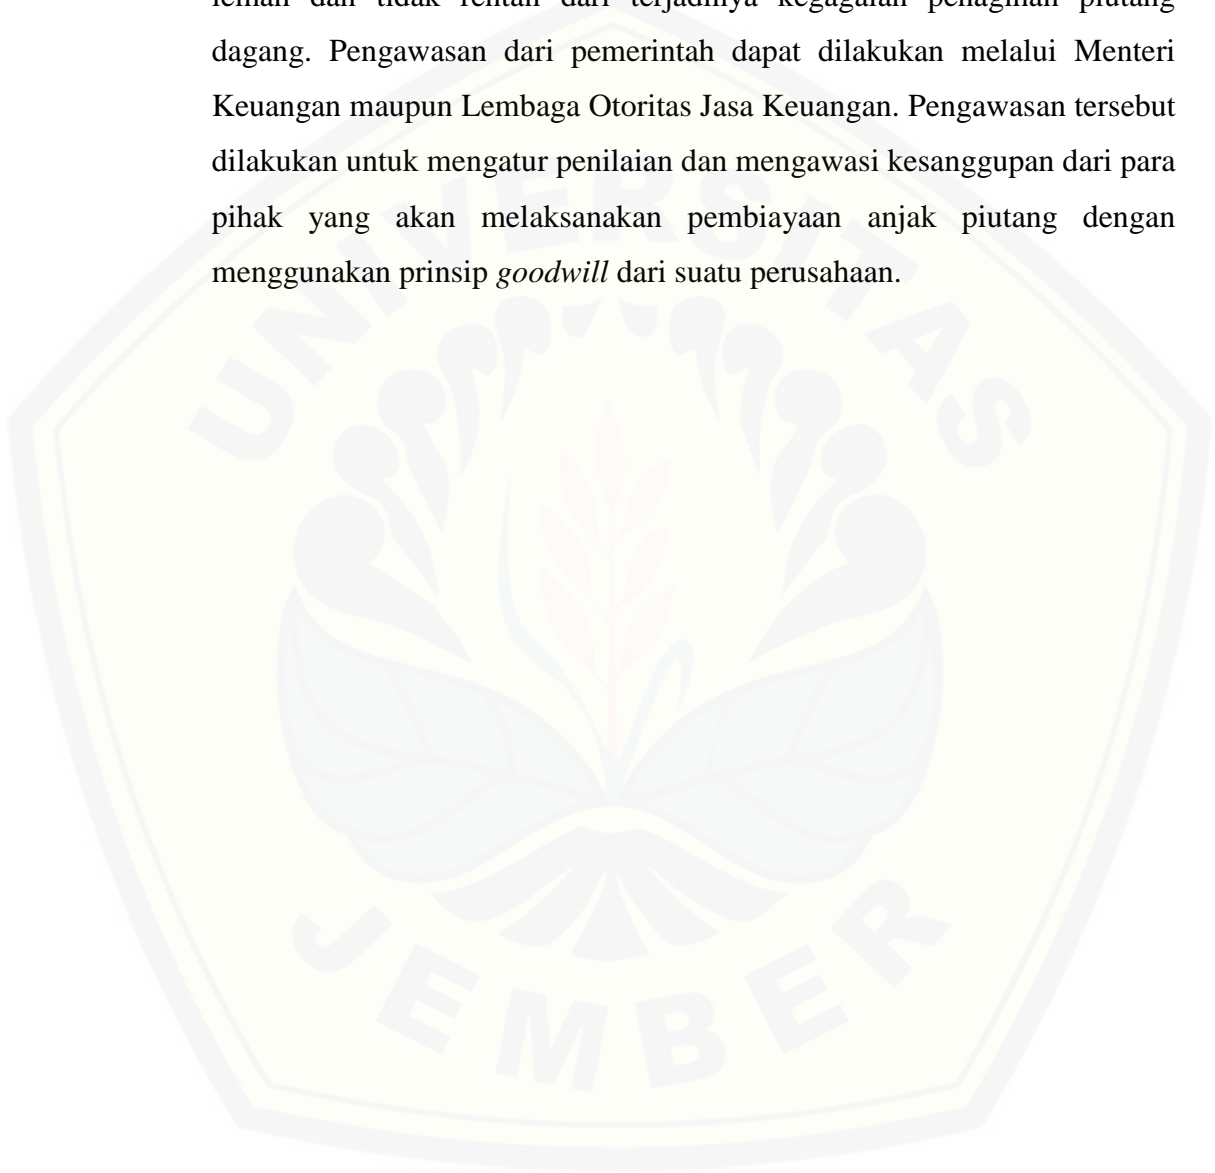 lemah dan tidak rentan dari terjadinya kegagalan penagihan piutang
dagang. Pengawasan dari pemerintah dapat dilakukan melalui Menteri
Keuangan maupun Lembaga Otoritas Jasa Keuangan. Pengawasan tersebut
dilakukan untuk mengatur penilaian dan mengawasi kesanggupan dari para
pihak yang akan melaksanakan pembiayaan anjak piutang dengan
menggunakan prinsip goodwill dari suatu perusahaan.
UNIVERSITAS
JEMBER